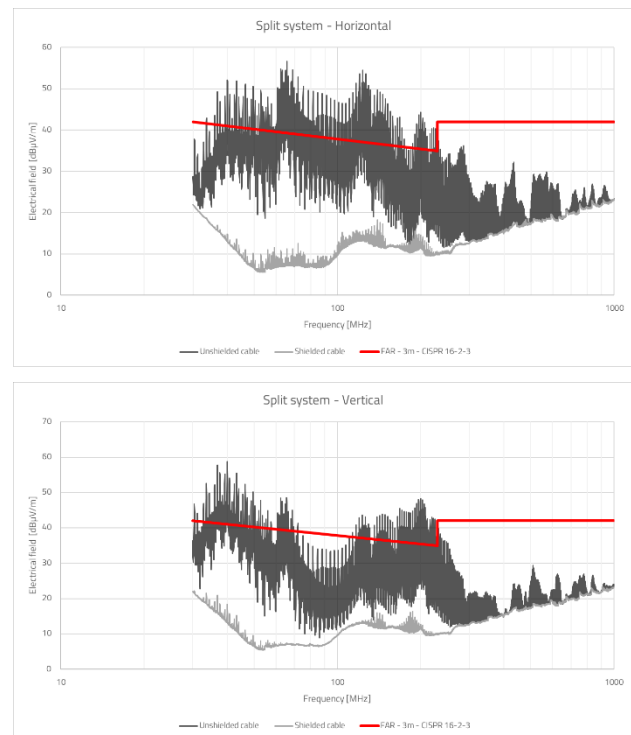 Split system - Horizontal
60
50
40
30
20
10
0
Electrical field [dBµV/m]
10 100 1000
Frequency [MHz]
Unshielded cable Shielded cable FAR - 3m - CISPR 16-2-3
Split system - Vertical
70
60
50
40
30
20
10
0
Electrical field [dBµV/m]
10 100 1000
Frequency [MHz]
Unshielded cable Shielded cable FAR - 3m - CISPR 16-2-3